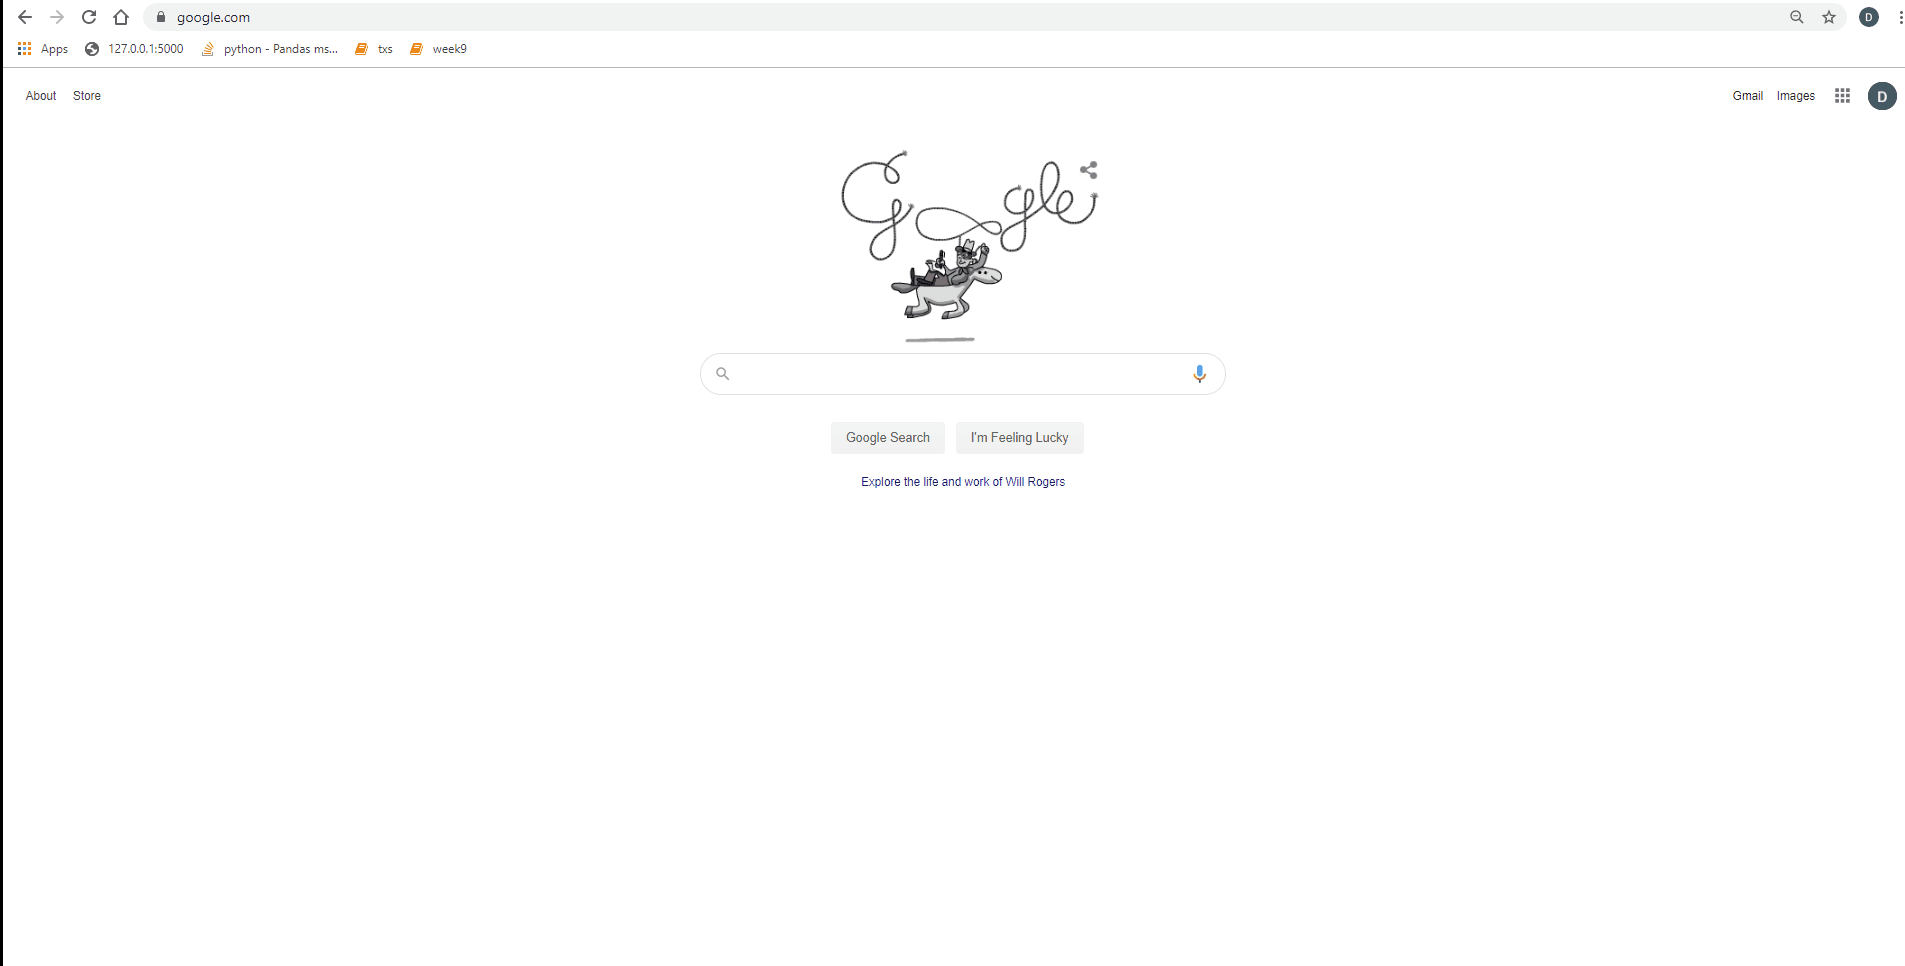 google.com
D
Apps 127.0.0.1:5000 python - Pandas ms... txs week9
About Store Gmail Images D
Google
Google Search I'm Feeling Lucky
Explore the life and work of Will Rogers